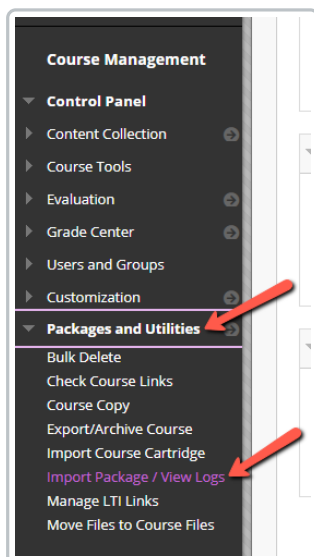 Course Management
Control Panel
Content Collection
Course Tools
Evaluation
Grade Center
Users and Groups
Customization
Packages and Utilities
Bulk Delete
Check Course Links
Course Copy
Export/Archive Course
Import Course Cartridge
Import Package / View Logs
Manage LTI Links
Move Files to Course Files